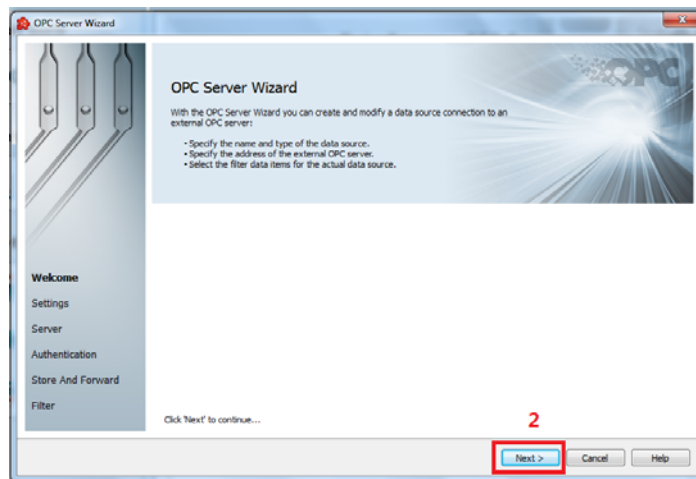 OPC Server Wizard
OPC
OPC Server Wizard
With the OPC Server Wizard you can create and modify a data source connection to an
external OPC server:
• Specify the name and type of the data source.
• Specify the address of the external OPC server.
• Select the filter data items for the actual data source.
Welcome
Settings
Server
Authentication
Store And Forward
Filter
Click 'Next' to continue...
2
Next >
Cancel
Help